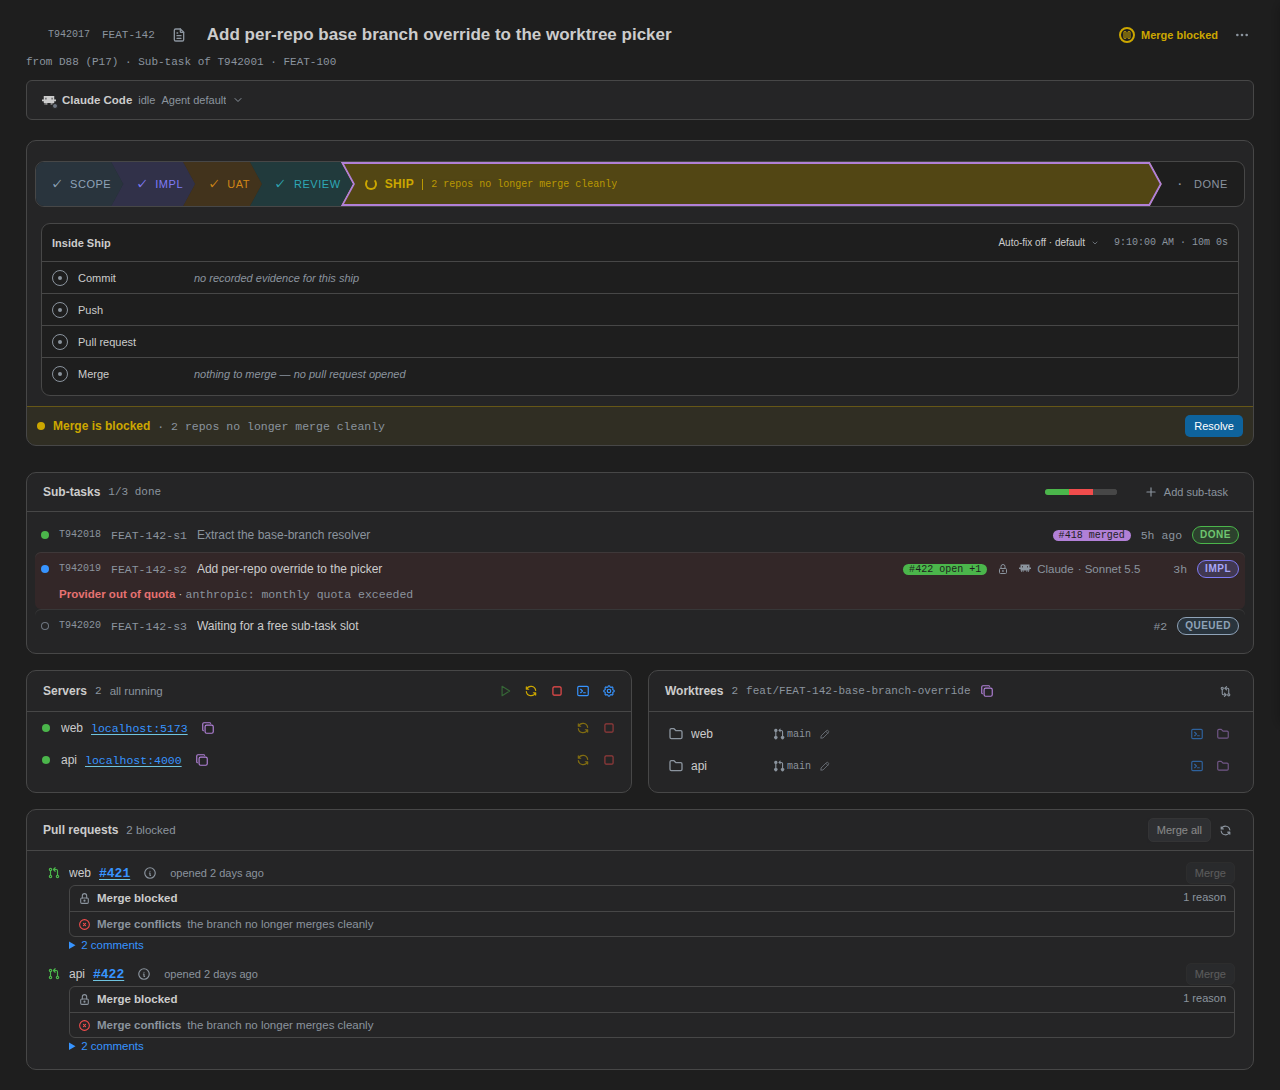 T942017 FEAT-142 Add per-repo base branch override to the worktree picker Merge blocked
from D88 (P17) · Sub-task of T942001 · FEAT-100
Claude Code idle Agent default
SCOPE IMPL UAT REVIEW SHIP | 2 repos no longer merge cleanly · DONE
Inside Ship Auto-fix off · default 9:10:00 AM · 10m 0s
Commit no recorded evidence for this ship
Push
Pull request
Merge nothing to merge — no pull request opened
Merge is blocked · 2 repos no longer merge cleanly Resolve
Sub-tasks 1/3 done Add sub-task
T942018 FEAT-142-s1 Extract the base-branch resolver #418 merged 5h ago DONE
T942019 FEAT-142-s2 Add per-repo override to the picker #422 open +1 Claude · Sonnet 5.5 3h IMPL
Provider out of quota · anthropic: monthly quota exceeded
T942020 FEAT-142-s3 Waiting for a free sub-task slot #2 QUEUED
Servers 2 all running
web localhost:5173
api localhost:4000
Worktrees 2 feat/FEAT-142-base-branch-override
web main
api main
Pull requests 2 blocked Merge all
web #421 opened 2 days ago Merge
Merge blocked 1 reason
Merge conflicts the branch no longer merges cleanly
2 comments
api #422 opened 2 days ago Merge
Merge blocked 1 reason
Merge conflicts the branch no longer merges cleanly
2 comments